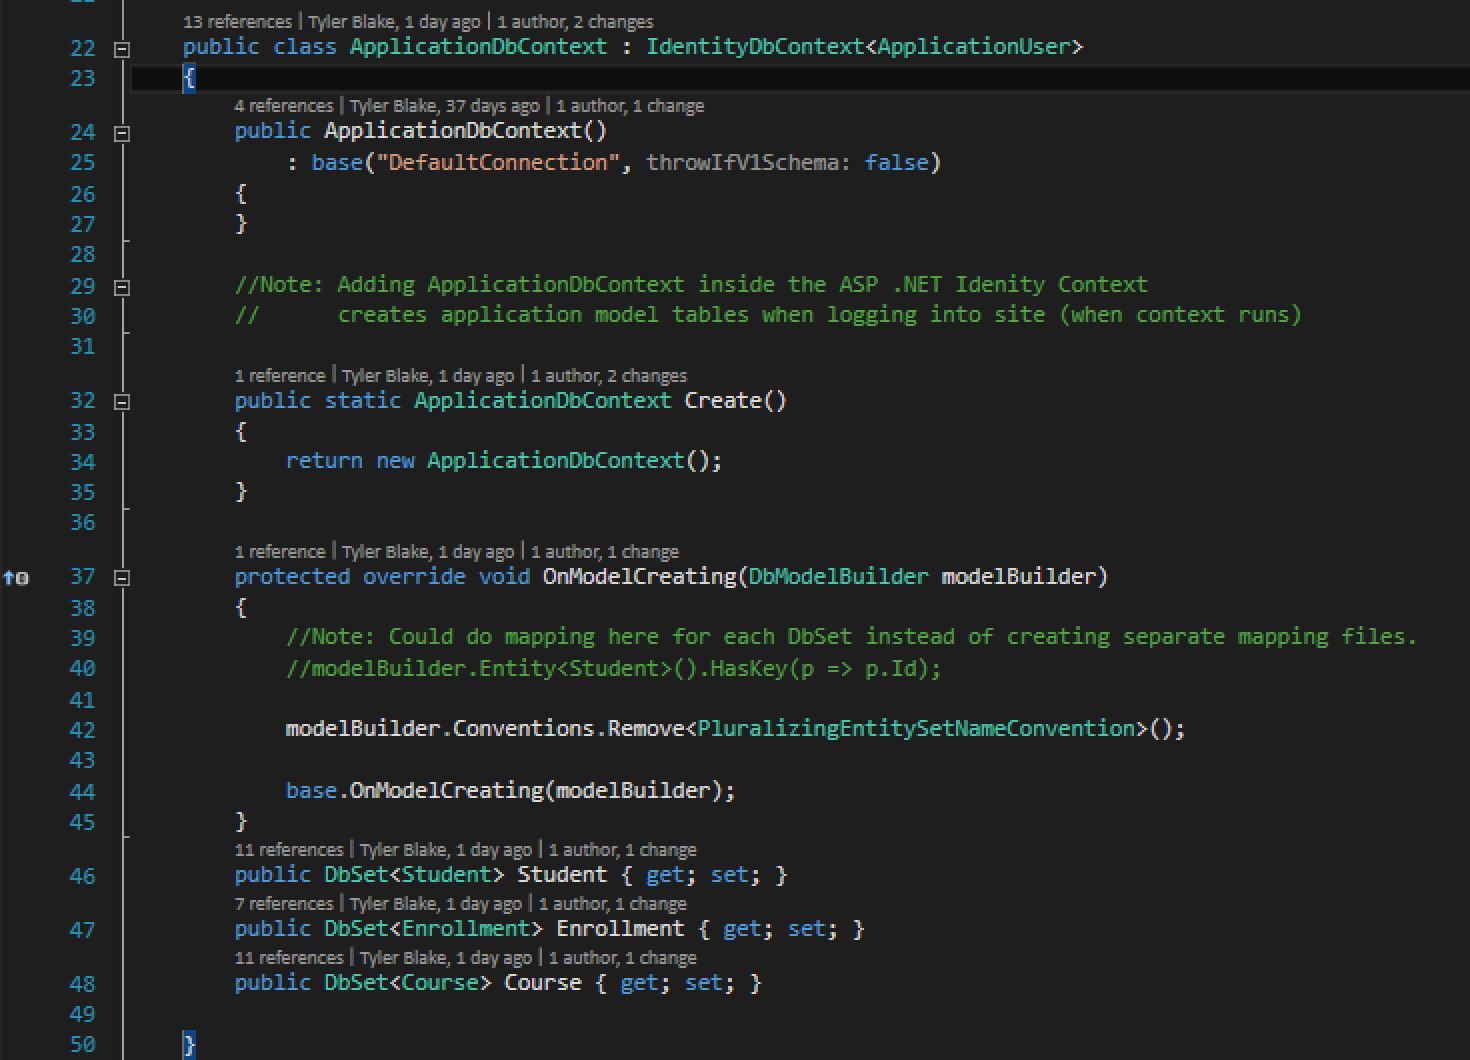 13 references | Tyler Blake, 1 day ago | 1 author, 2 changes
22 public class ApplicationDbContext : IdentityDbContext<ApplicationUser>
23 {
4 references | Tyler Blake, 37 days ago | 1 author, 1 change
24 public ApplicationDbContext()
25 : base("DefaultConnection", throwIfV1Schema: false)
26 {
27 }
28
29 //Note: Adding ApplicationDbContext inside the ASP .NET Idenity Context
30 // creates application model tables when logging into site (when context runs)
31
1 reference | Tyler Blake, 1 day ago | 1 author, 2 changes
32 public static ApplicationDbContext Create()
33 {
34 return new ApplicationDbContext();
35 }
36
1 reference | Tyler Blake, 1 day ago | 1 author, 1 change
37 protected override void OnModelCreating(DbModelBuilder modelBuilder)
38 {
39 //Note: Could do mapping here for each DbSet instead of creating separate mapping files.
40 //modelBuilder.Entity<Student>().HasKey(p => p.Id);
41
42 modelBuilder.Conventions.Remove<PluralizingEntitySetNameConvention>();
43
44 base.OnModelCreating(modelBuilder);
45 }
11 references | Tyler Blake, 1 day ago | 1 author, 1 change
46 public DbSet<Student> Student { get; set; }
7 references | Tyler Blake, 1 day ago | 1 author, 1 change
47 public DbSet<Enrollment> Enrollment { get; set; }
11 references | Tyler Blake, 1 day ago | 1 author, 1 change
48 public DbSet<Course> Course { get; set; }
49
50 }